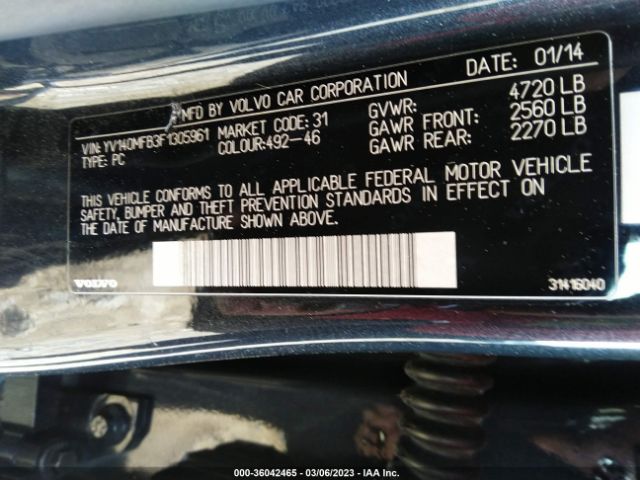 DATE: 01/14
MFD BY VOLVO CAR CORPORATION
VIN: YV140MFB3F1305961 MARKET CODE: 31 GVWR: 4720 LB
TYPE: PC COLOUR:492-46 GAWR FRONT: 2560 LB
GAWR REAR: 2270 LB
THIS VEHICLE CONFORMS TO ALL APPLICABLE FEDERAL MOTOR VEHICLE
SAFETY, BUMPER AND THEFT PREVENTION STANDARDS IN EFFECT ON
THE DATE OF MANUFACTURE SHOWN ABOVE.
VOLVO 31416040
000-36042465 - 03/06/2023 - IAA Inc.